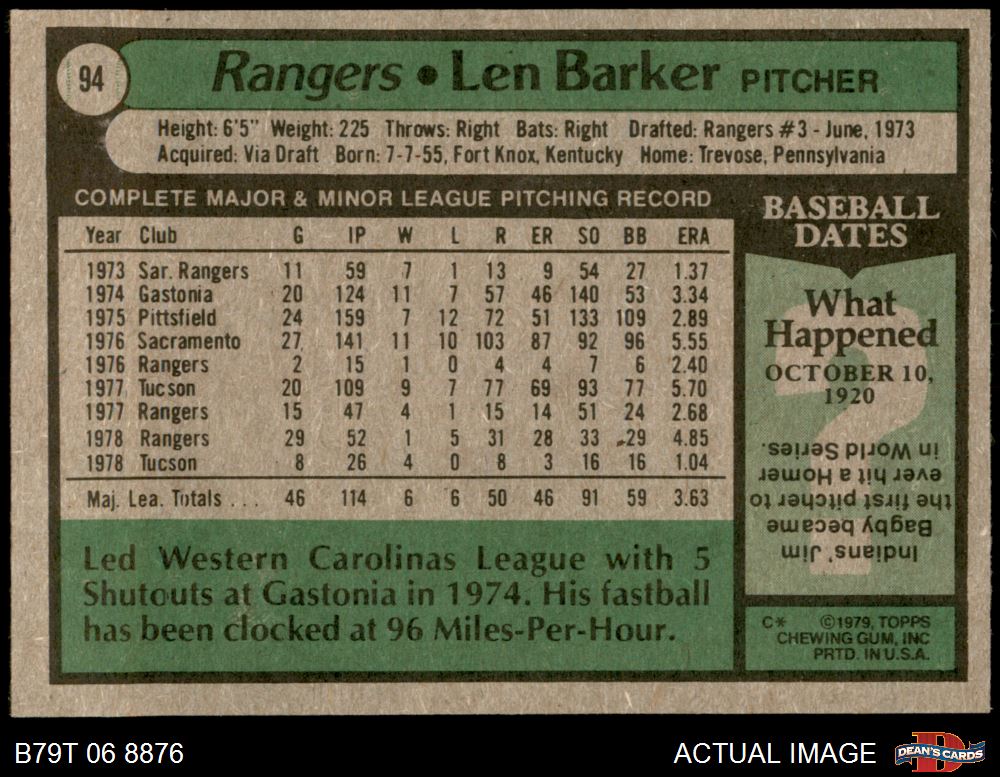 94
Rangers • Len Barker PITCHER
Height: 6'5" Weight: 225 Throws: Right Bats: Right Drafted: Rangers #3 - June, 1973
Acquired: Via Draft Born: 7-7-55, Fort Knox, Kentucky Home: Trevose, Pennsylvania
COMPLETE MAJOR & MINOR LEAGUE PITCHING RECORD
Year Club G IP W L R ER SO BB ERA
1973 Sar. Rangers 11 59 7 1 13 9 54 27 1.37
1974 Gastonia 20 124 11 7 57 46 140 53 3.34
1975 Pittsfield 24 159 7 12 72 51 133 109 2.89
1976 Sacramento 27 141 11 10 103 87 92 96 5.55
1976 Rangers 2 15 1 0 4 4 7 6 2.40
1977 Tucson 20 109 9 7 77 69 93 77 5.70
1977 Rangers 15 47 4 1 15 14 51 24 2.68
1978 Rangers 29 52 1 5 31 28 33 29 4.85
1978 Tucson 8 26 4 0 8 3 16 16 1.04
Maj. Lea. Totals . . . 46 114 6 6 50 46 91 59 3.63
Led Western Carolinas League with 5
Shutouts at Gastonia in 1974. His fastball
has been clocked at 96 Miles-Per-Hour.
BASEBALL
DATES
What
Happened
OCTOBER 10,
1920
?
Indians' Jim
Bagby became
the first pitcher to
ever hit a Homer
in World Series.
C* ©1979, TOPPS
CHEWING GUM, INC
PRTD. IN U.S.A.
B79T 06 8876
ACTUAL IMAGE
D
DEAN'S CARDS